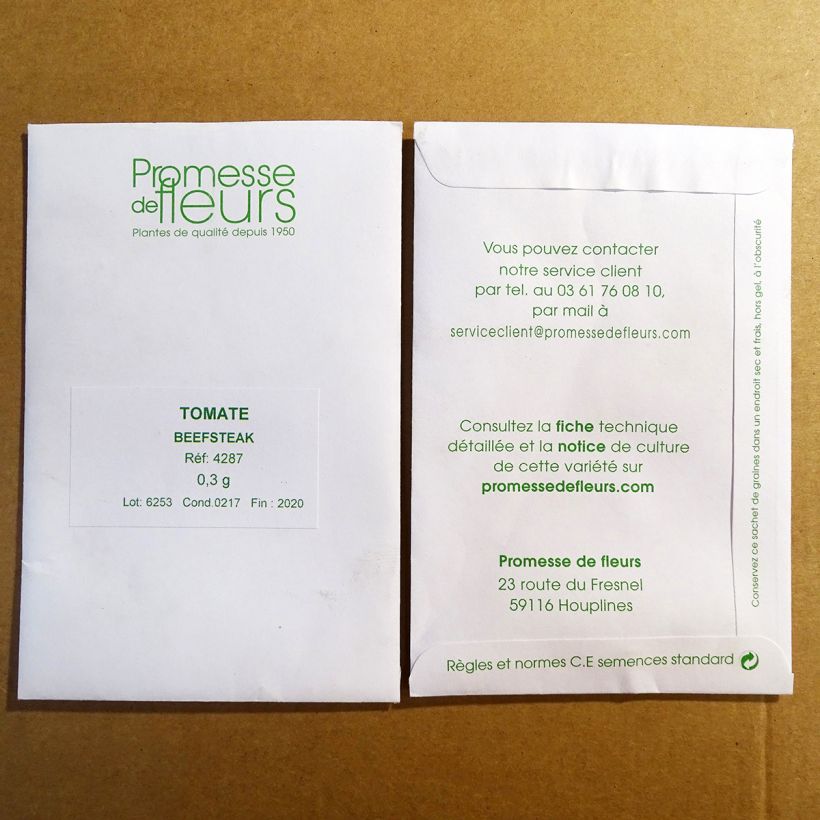 Promesse
de fleurs
Plantes de qualité depuis 1950
TOMATE
BEEFSTEAK
Réf: 4287
0,3 g
Lot: 6253 Cond.0217 Fin : 2020
Vous pouvez contacter
notre service client
par tel. au 03 61 76 08 10,
par mail à
serviceclient@promessedefleurs.com
Consultez la fiche technique
détaillée et la notice de culture
de cette variété sur
promessedefleurs.com
Promesse de fleurs
23 route du Fresnel
59116 Houplines
Règles et normes C.E semences standard
Conservez ce sachet de graines dans un endroit sec et frais, hors gel, à l'obscurité